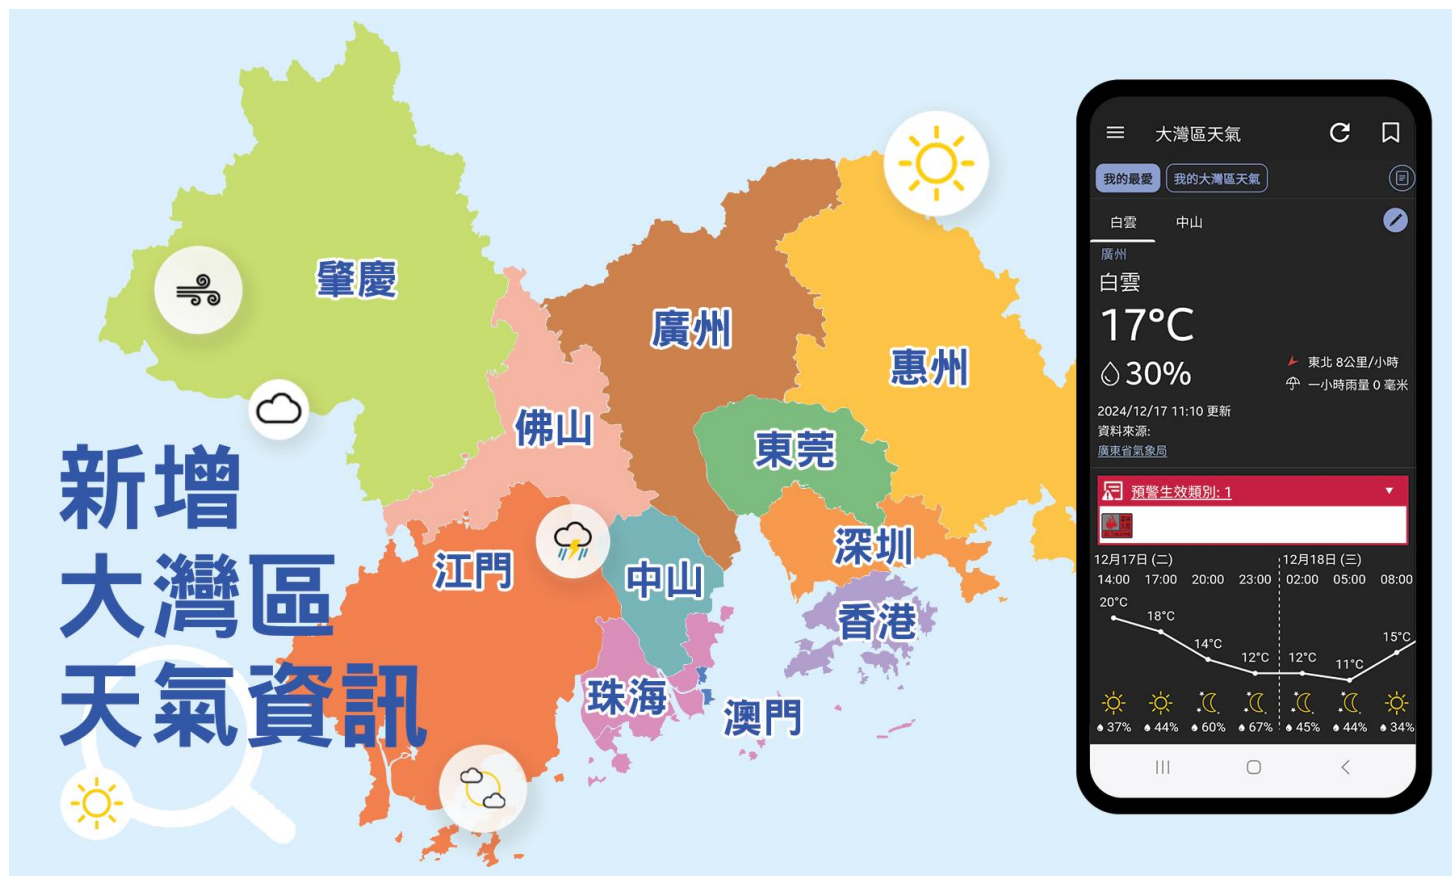 新增
大灣區
天氣資訊
肇慶
廣州
惠州
佛山
東莞
深圳
江門
中山
香港
珠海
澳門
大灣區天氣
我的最愛 我的大灣區天氣
白雲 中山
廣州
白雲
17°C
30%
東北 8公里/小時
一小時雨量 0 毫米
2024/12/17 11:10 更新
資料來源:
廣東省氣象局
預警生效類別: 1
12月17日 (二) 12月18日 (三)
14:00 17:00 20:00 23:00 02:00 05:00 08:00
20°C 18°C 14°C 12°C 12°C 11°C 15°C
37% 44% 60% 67% 45% 44% 34%